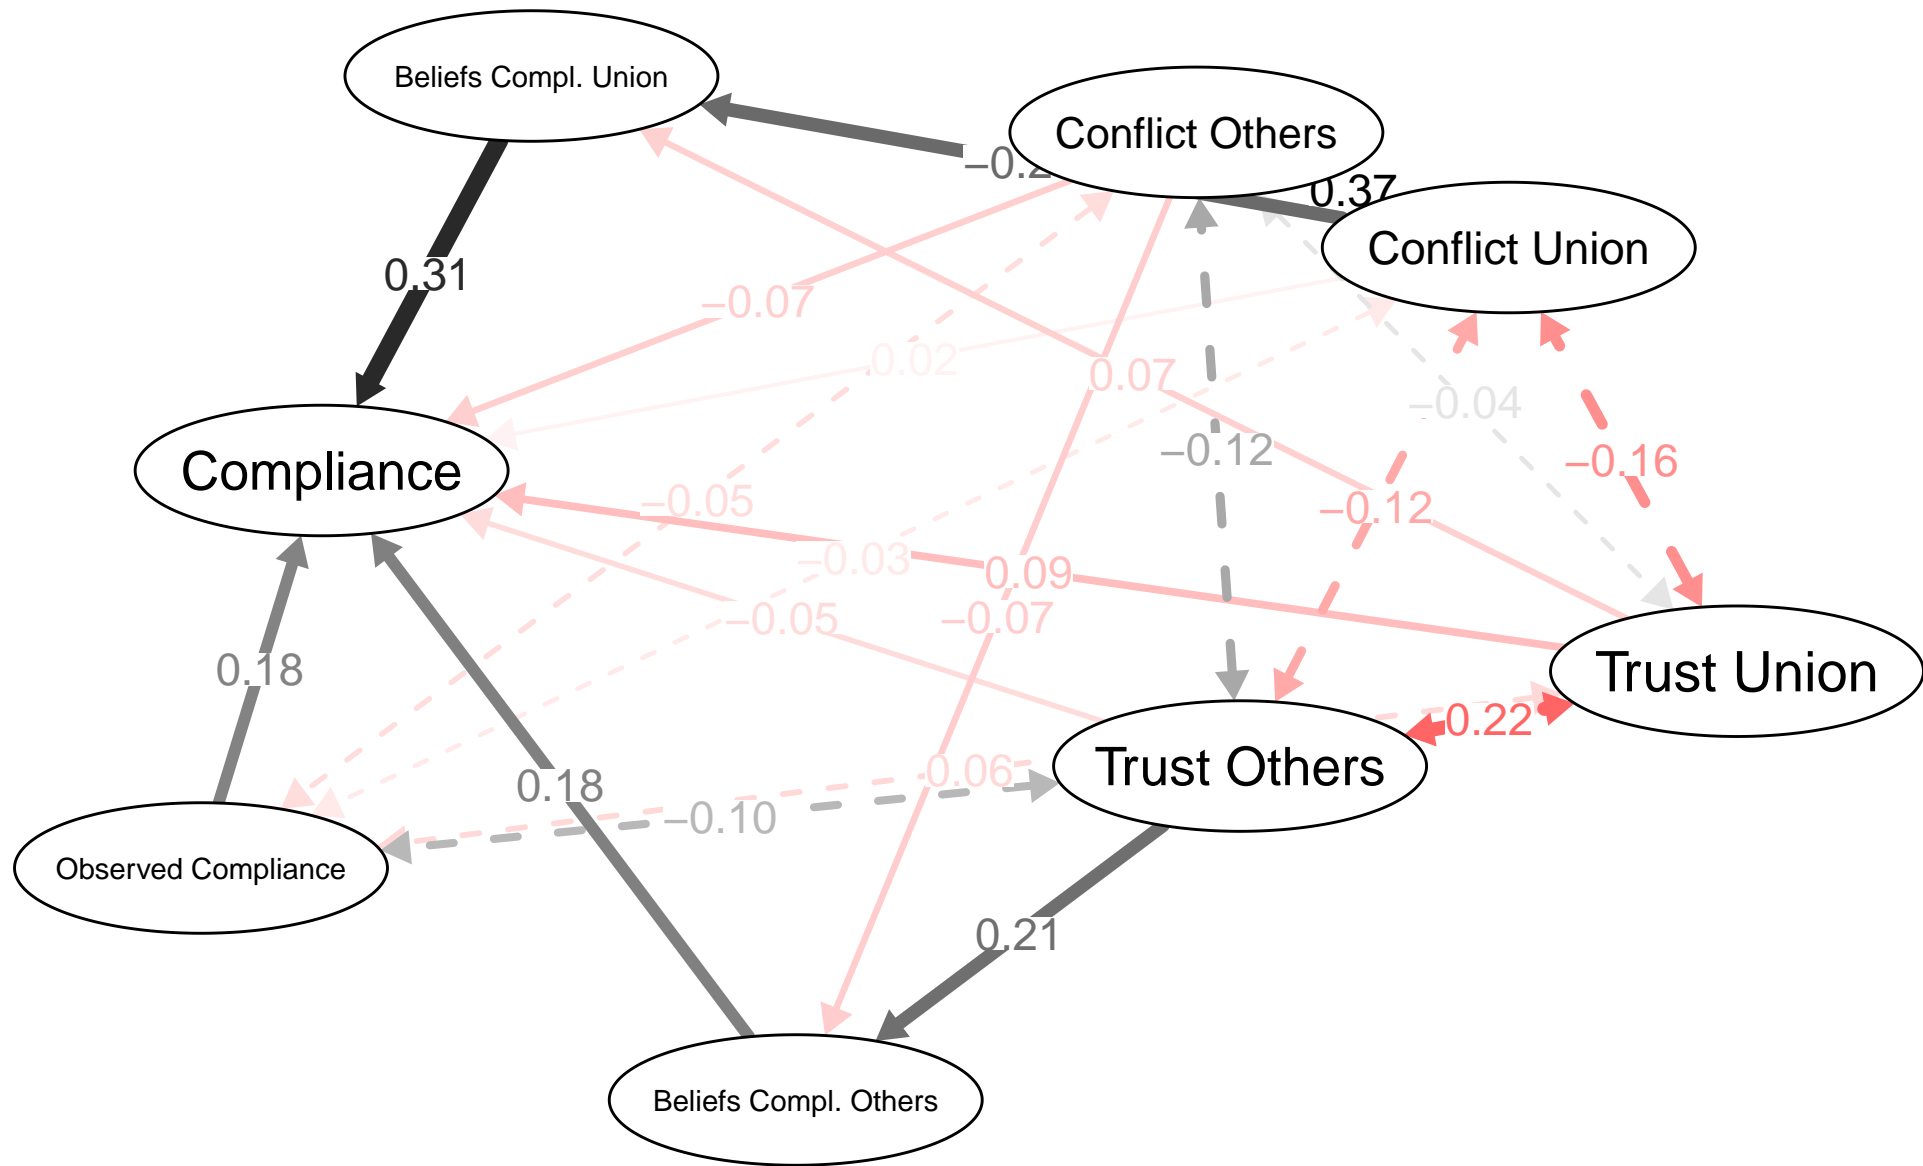 Beliefs Compl. Union
Conflict Others
−0.2
0.37
Conflict Union
0.31
−0.07
0.02
0.07
−0.04
−0.12
−0.16
Compliance
−0.05
−0.12
−0.03
0.09
−0.05
−0.07
0.18
Trust Union
0.22
Trust Others
0.06
0.18
−0.10
Observed Compliance
0.21
Beliefs Compl. Others